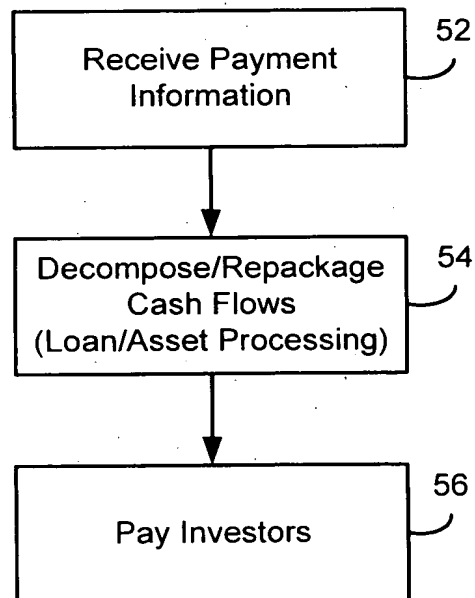 52
Receive Payment
Information
54
Decompose/Repackage
Cash Flows
(Loan/Asset Processing)
56
Pay Investors